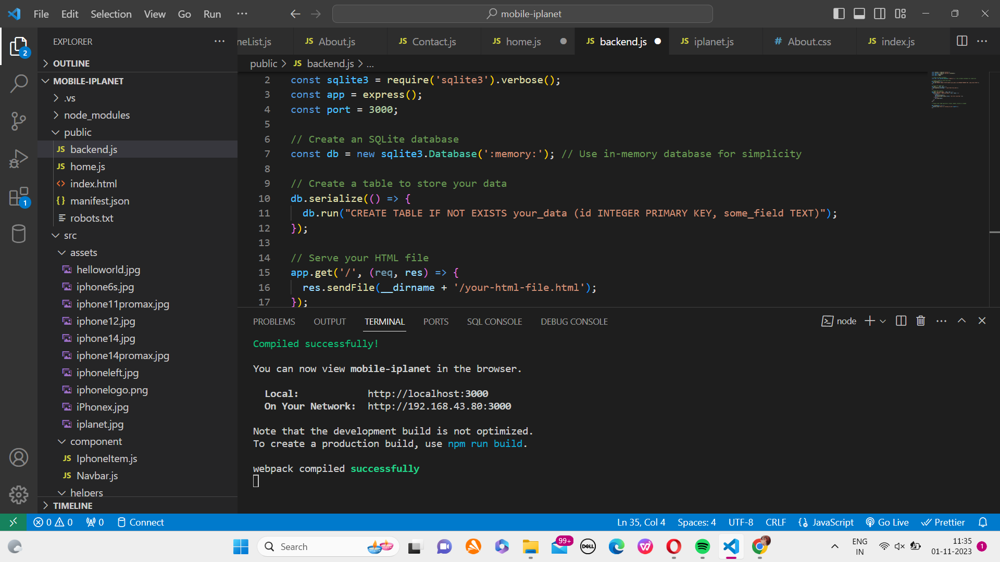 File Edit Selection View Go Run ...
mobile-iplanet
EXPLORER ...
OUTLINE
MOBILE-IPLANET
.vs
node_modules
public
JS backend.js
JS home.js
<> index.html
{} manifest.json
robots.txt
src
assets
helloworld.jpg
iphone6s.jpg
iphone11promax.jpg
iphone12.jpg
iphone14.jpg
iphone14promax.jpg
iphoneleft.jpg
iphonelogo.png
iPhonex.jpg
iplanet.jpg
component
JS IphoneItem.js
JS Navbar.js
helpers
TIMELINE
2
1
neList.js JS About.js JS Contact.js JS home.js JS backend.js JS iplanet.js # About.css JS index.js ...
public > JS backend.js > ...
2 const sqlite3 = require('sqlite3').verbose();
3 const app = express();
4 const port = 3000;
5
6 // Create an SQLite database
7 const db = new sqlite3.Database(':memory:'); // Use in-memory database for simplicity
8
9 // Create a table to store your data
10 db.serialize(() => {
11 db.run("CREATE TABLE IF NOT EXISTS your_data (id INTEGER PRIMARY KEY, some_field TEXT)");
12 });
13
14 // Serve your HTML file
15 app.get('/', (req, res) => {
16 res.sendFile(__dirname + '/your-html-file.html');
17 });
PROBLEMS OUTPUT TERMINAL PORTS SQL CONSOLE DEBUG CONSOLE node ...
Compiled successfully!
You can now view mobile-iplanet in the browser.
Local: http://localhost:3000
On Your Network: http://192.168.43.80:3000
Note that the development build is not optimized.
To create a production build, use npm run build.
webpack compiled successfully
0 0 0 Connect Ln 35, Col 4 Spaces: 4 UTF-8 CRLF {} JavaScript Go Live Prettier
Search 99+ DELL ENG
IN
11:35
01-11-2023
1